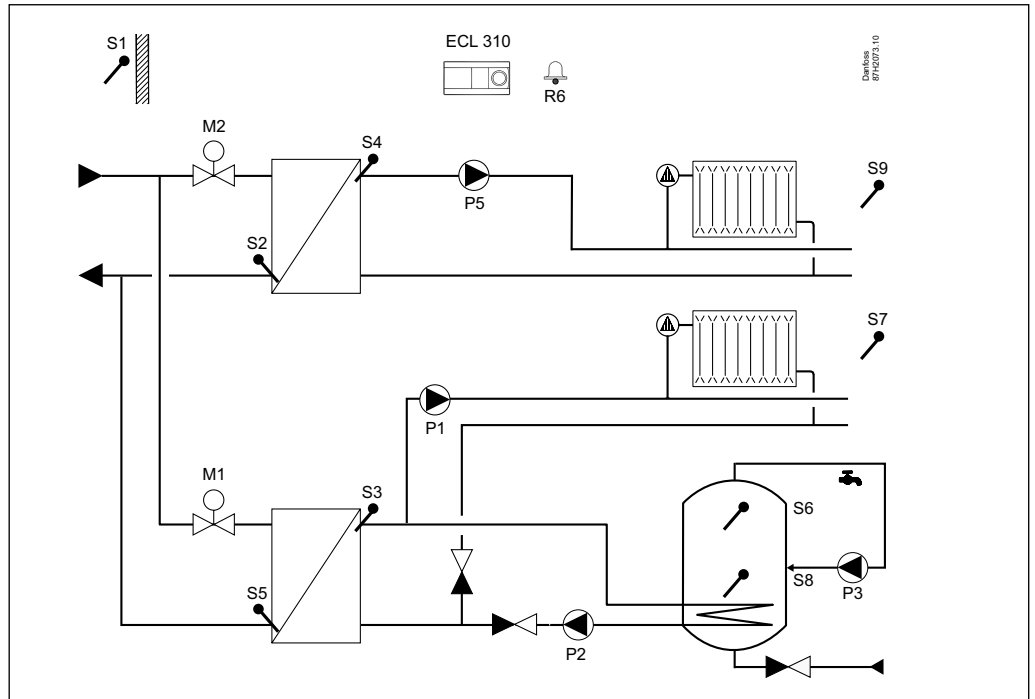 S1
ECL 310
R6
Danfoss
87H2073.10
M2
S4
P5
S9
S2
S7
P1
M1
S3
S6
S5
S8
P3
P2